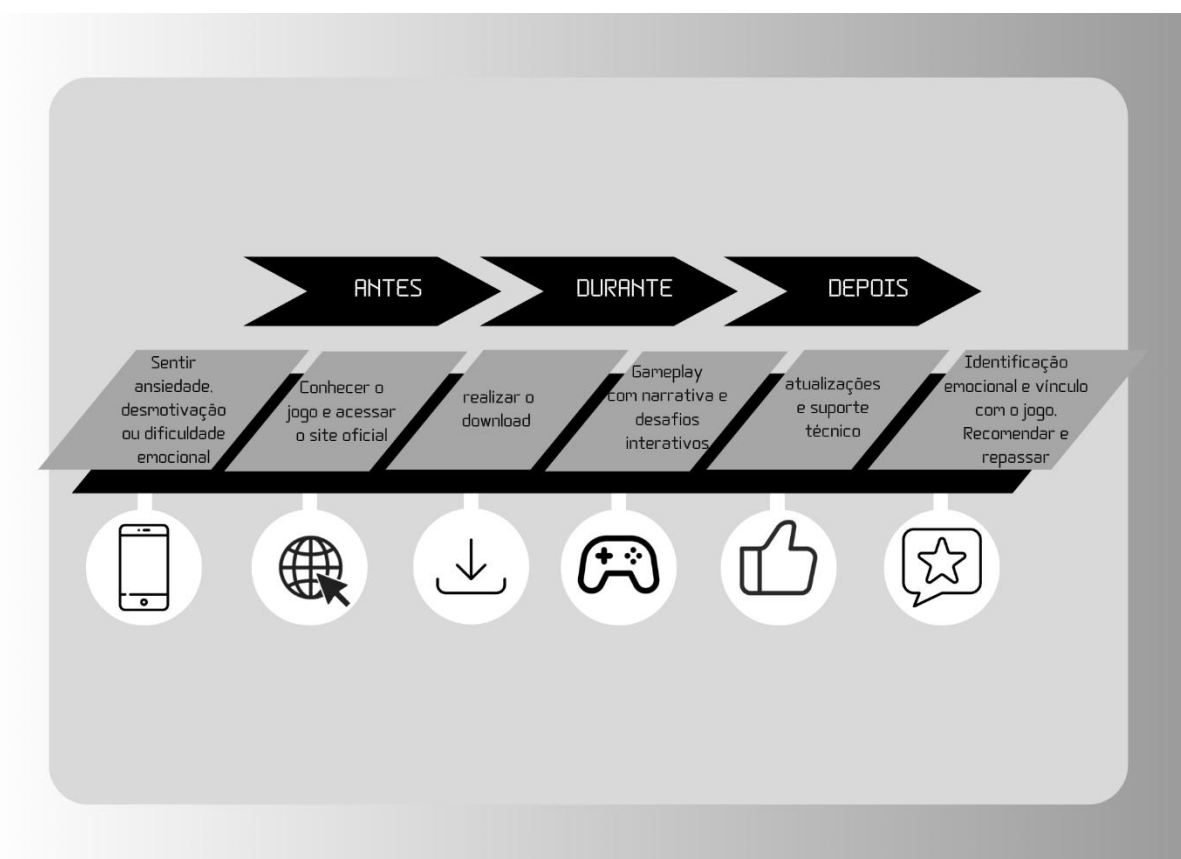 ANTES
DURANTE
DEPOIS
Sentir
ansiedade,
desmotivação
ou dificuldade
emocional
Conhecer o
jogo e acessar
o site oficial
realizar o
download
Gameplay
com narrativa e
desafios
interativos
atualizações
e suporte
técnico
Identificação
emocional e vínculo
com o jogo.
Recomendar e
repassar